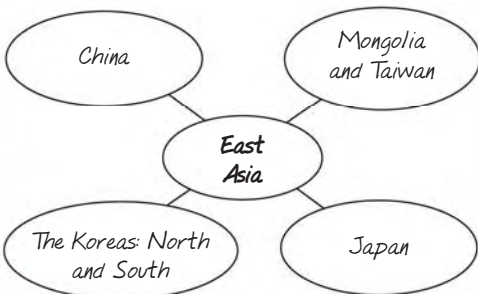 China
Mongolia
and Taiwan
East
Asia
The Koreas: North
and South
Japan